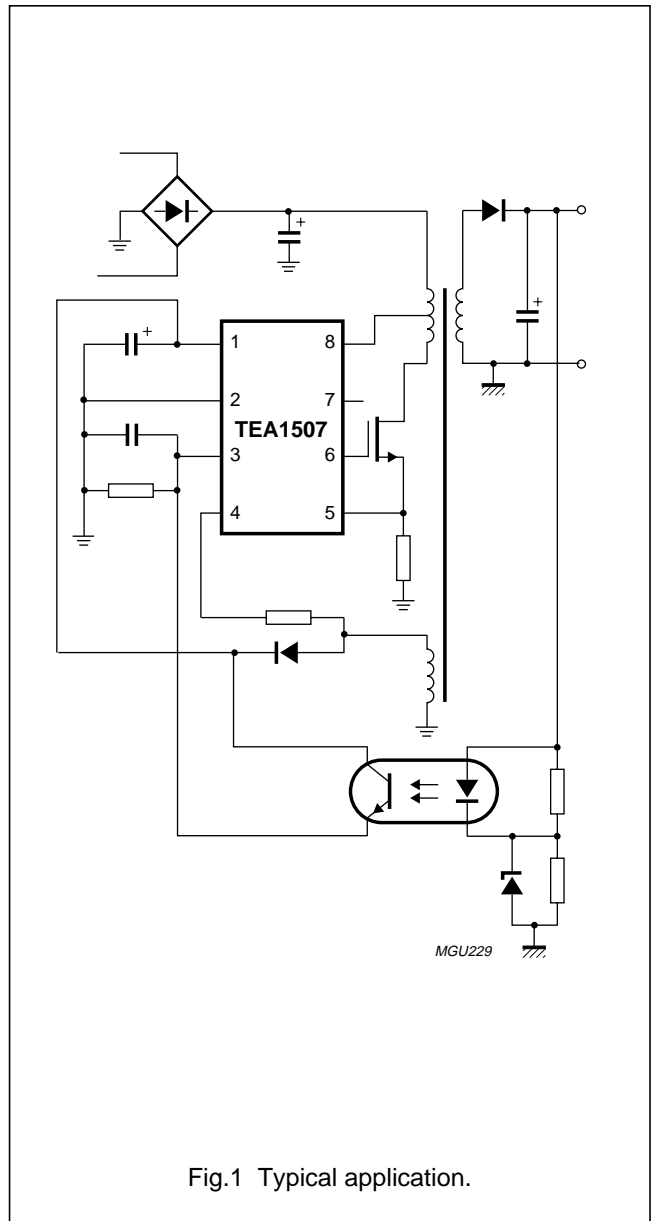 +
+
+
1 8
2 7
TEA1507
3 6
4 5
MGU229
Fig.1 Typical application.